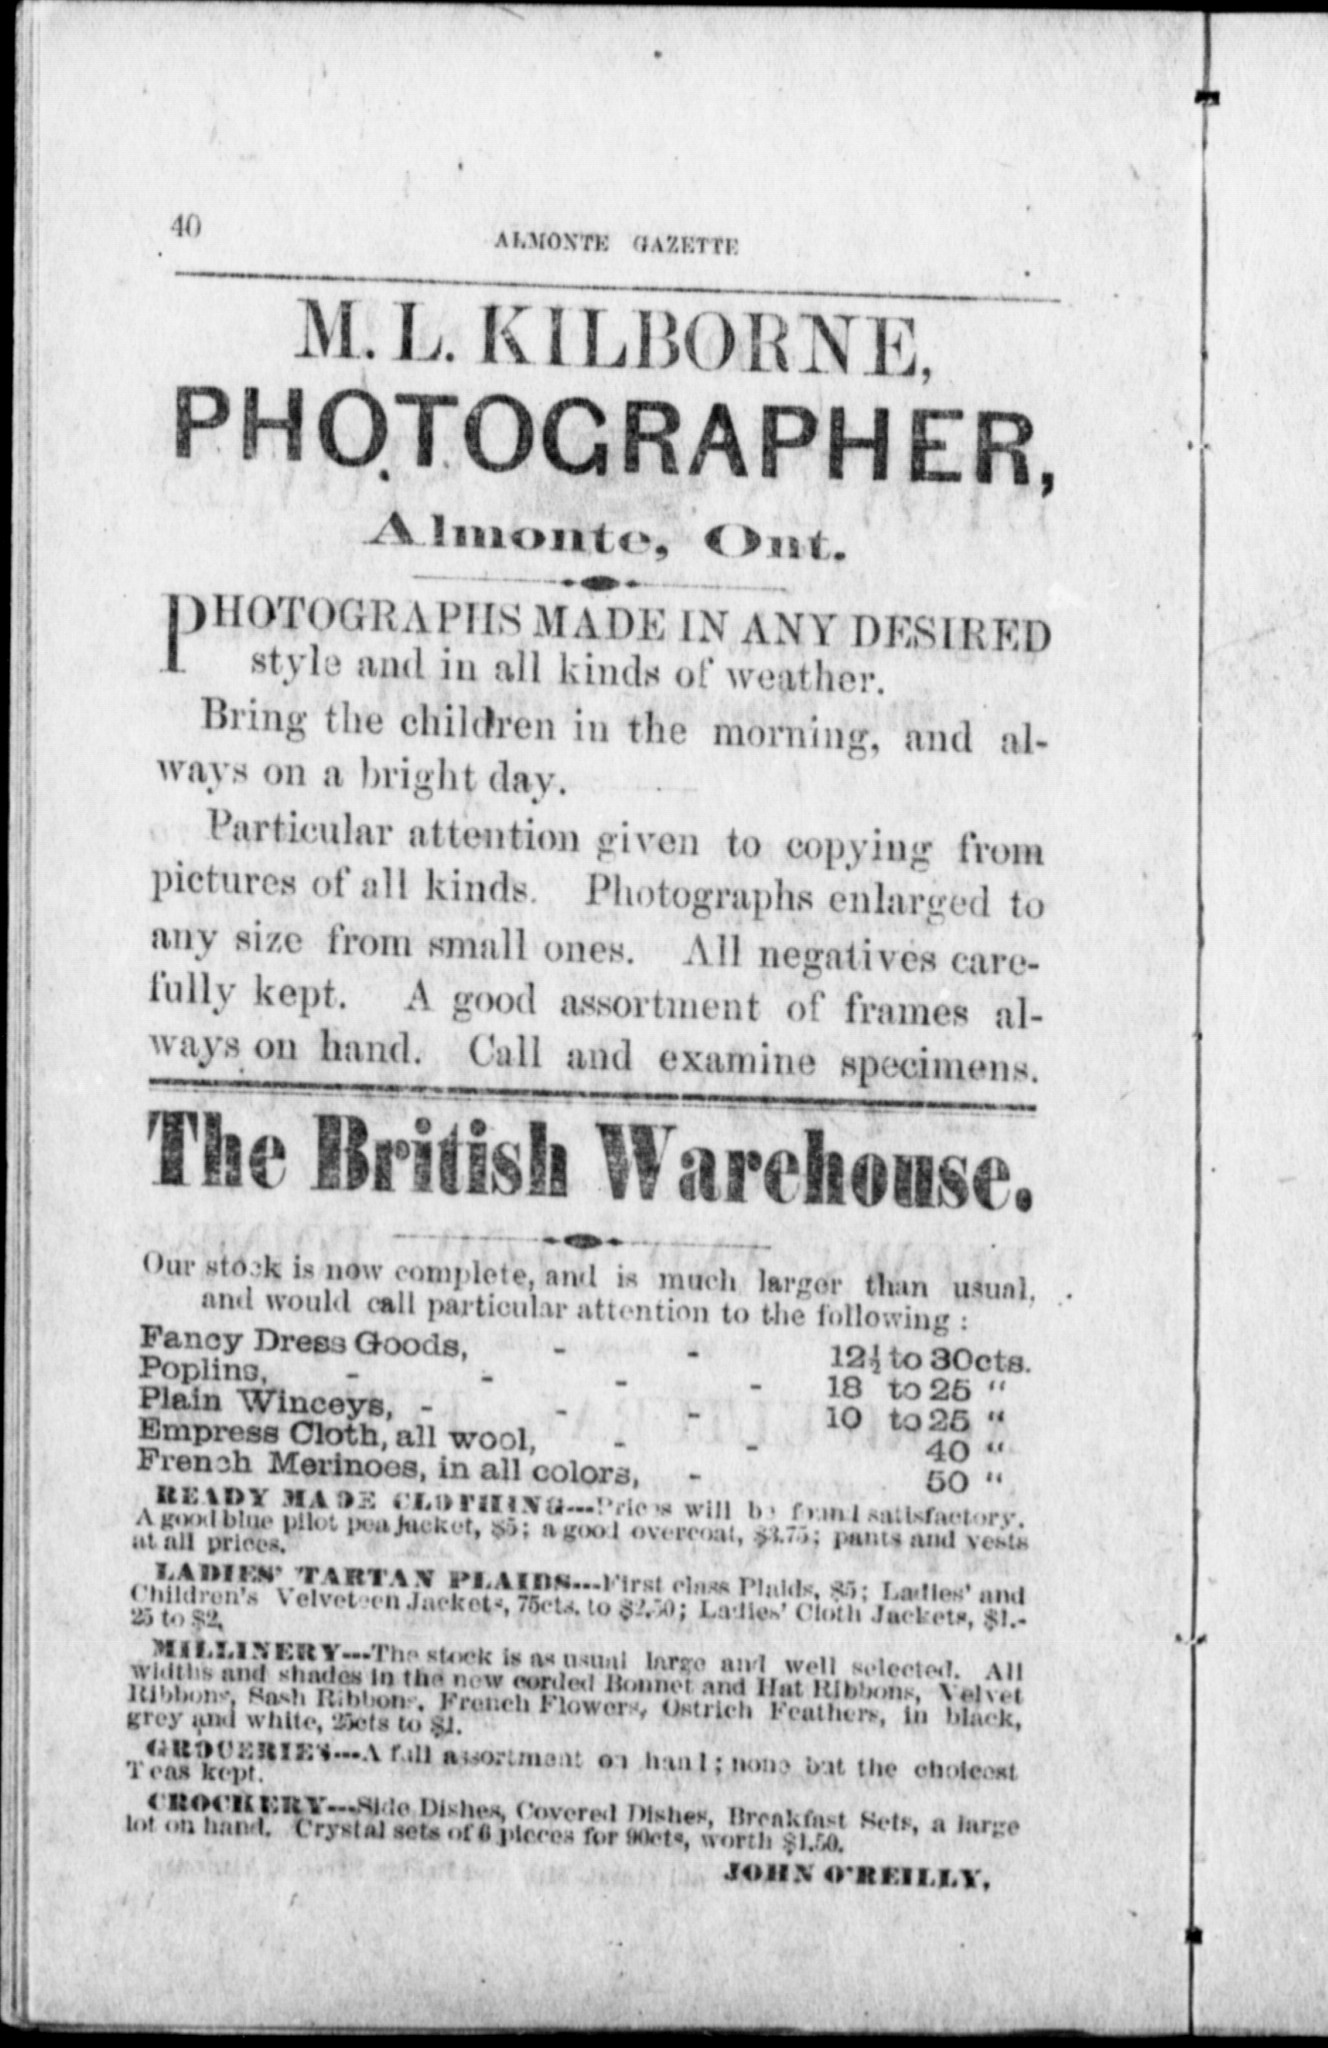 40
ALMONTE GAZETTE
M. L. KILBORNE,
PHOTOGRAPHER,
Almonte, Ont.
PHOTOGRAPHS MADE IN ANY DESIRED
style and in all kinds of weather.
Bring the children in the morning, and al-
ways on a bright day.
Particular attention given to copying from
pictures of all kinds. Photographs enlarged to
any size from small ones. All negatives care-
fully kept. A good assortment of frames al-
ways on hand. Call and examine specimens.
The British Warehouse.
Our stock is now complete, and is much larger than usual,
and would call particular attention to the following:
Fancy Dress Goods, - - 12½ to 30cts.
Poplins, - - - - 18 to 25 "
Plain Winceys, - - - 10 to 25 "
Empress Cloth, all wool, - - 40 "
French Merinoes, in all colors, - 50 "
READY MADE CLOTHING---Prices will be found satisfactory.
A good blue pilot pea jacket, $5; a good overcoat, $3.75; pants and vests
at all prices.
LADIES' TARTAN PLAIDS---First class Plaids, $5; Ladies' and
Children's Velveteen Jackets, 75cts. to $2.50; Ladies' Cloth Jackets, $1.-
25 to $2.
MILLINERY---The stock is as usual large and well selected. All
widths and shades in the new corded Bonnet and Hat Ribbons, Velvet
Ribbons, Sash Ribbons, French Flowers, Ostrich Feathers, in black,
grey and white, 25cts to $1.
GROCERIES---A full assortment on hand; none but the choicest
Teas kept.
CROCKERY---Side Dishes, Covered Dishes, Breakfast Sets, a large
lot on hand. Crystal sets of 6 pieces for 90cts, worth $1.50.
JOHN O'REILLY.